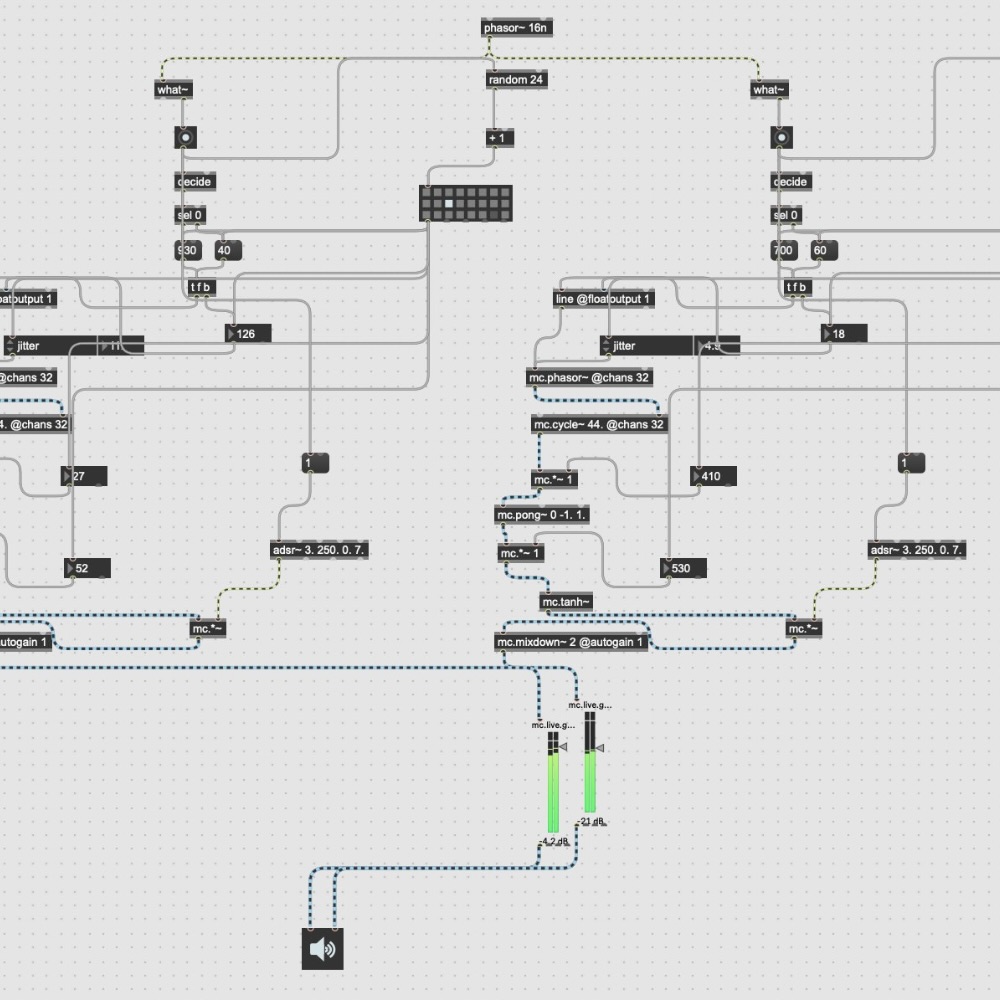 phasor~ 16n
random 24
what~
what~
+ 1
decide
decide
sel 0
sel 0
930
40
700
60
t f b
t f b
oatoutput 1
line @floatoutput 1
126
18
jitter
jitter
4.9
@chans 32
mc.phasor~ @chans 32
4. @chans 32
mc.cycle~ 44. @chans 32
1
1
27
mc.*~ 1
410
mc.pong~ 0 -1. 1.
adsr~ 3. 250. 0. 7.
mc.*~ 1
adsr~ 3. 250. 0. 7.
52
530
mc.tanh~
mc.*~
mc.*~
utogain 1
mc.mixdown~ 2 @autogain 1
mc.live.g...
mc.live.g...
-21 dB
-4.2 dB